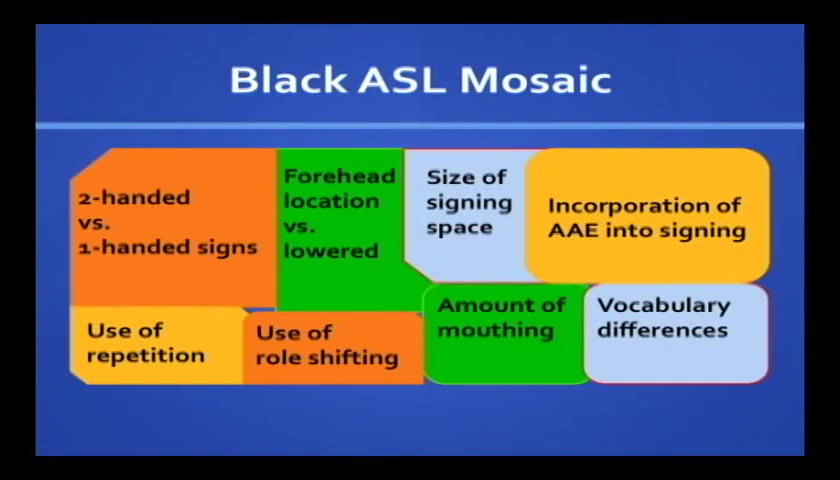 Black ASL Mosaic
2-handed
vs.
1-handed signs
Forehead
location
vs.
lowered
Size of
signing
space
Incorporation of
AAE into signing
Use of
repetition
Use of
role shifting
Amount of
mouthing
Vocabulary
differences